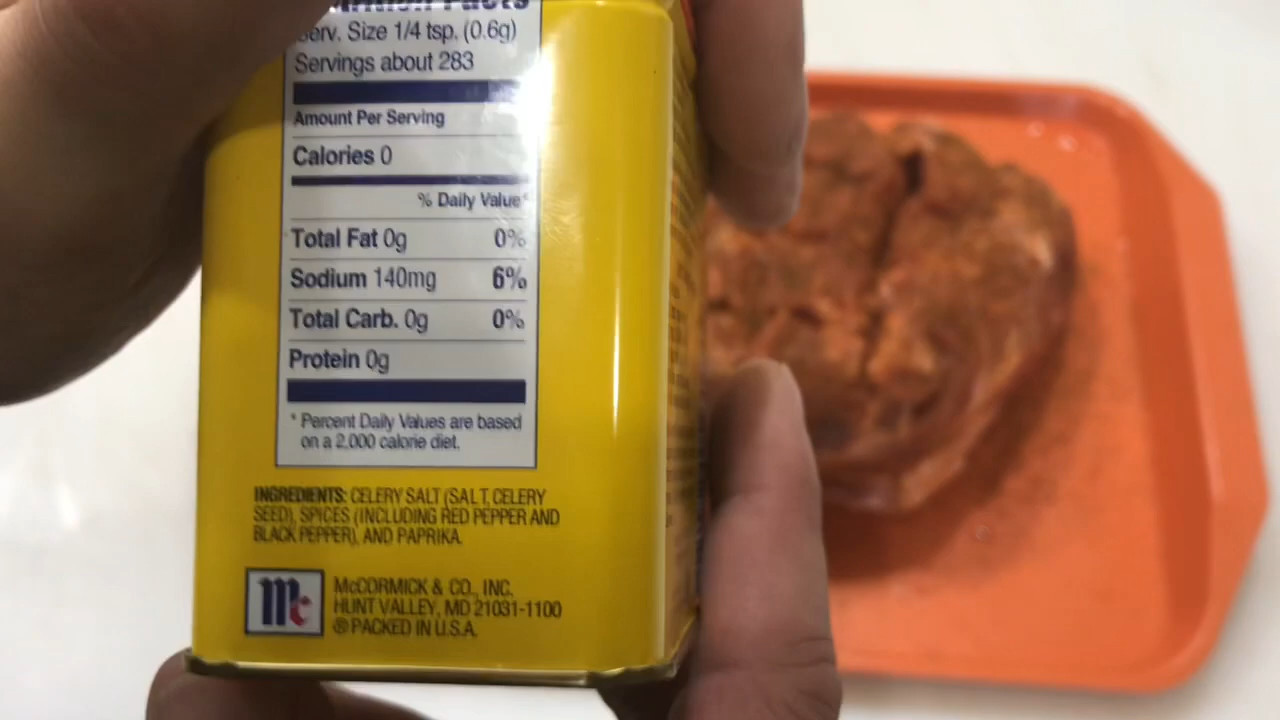 Nutrition Facts
Serv. Size 1/4 tsp. (0.6g)
Servings about 283
Amount Per Serving
Calories 0
% Daily Value*
Total Fat 0g 0%
Sodium 140mg 6%
Total Carb. 0g 0%
Protein 0g
* Percent Daily Values are based
on a 2,000 calorie diet.
INGREDIENTS: CELERY SALT (SALT, CELERY
SEED), SPICES (INCLUDING RED PEPPER AND
BLACK PEPPER), AND PAPRIKA.
Mc
McCORMICK & CO., INC.
HUNT VALLEY, MD 21031-1100
® PACKED IN U.S.A.